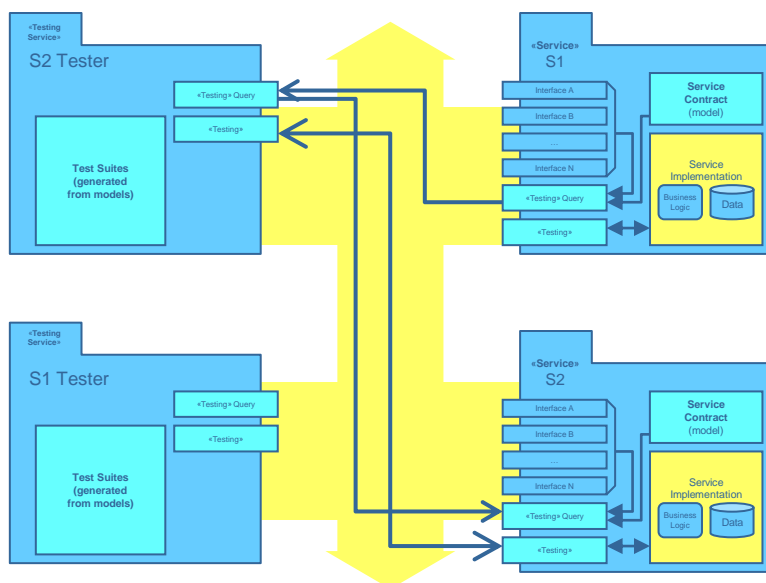 «Testing
Service»
S2 Tester
«Testing» Query
«Testing»
Test Suites
(generated
from models)
«Service»
S1
Interface A
Interface B
....
Interface N
«Testing» Query
«Testing»
Service
Contract
(model)
Service
Implementation
Business
Logic
Data
«Testing
Service»
S1 Tester
«Testing» Query
«Testing»
Test Suites
(generated
from models)
«Service»
S2
Interface A
Interface B
....
Interface N
«Testing» Query
«Testing»
Service
Contract
(model)
Service
Implementation
Business
Logic
Data